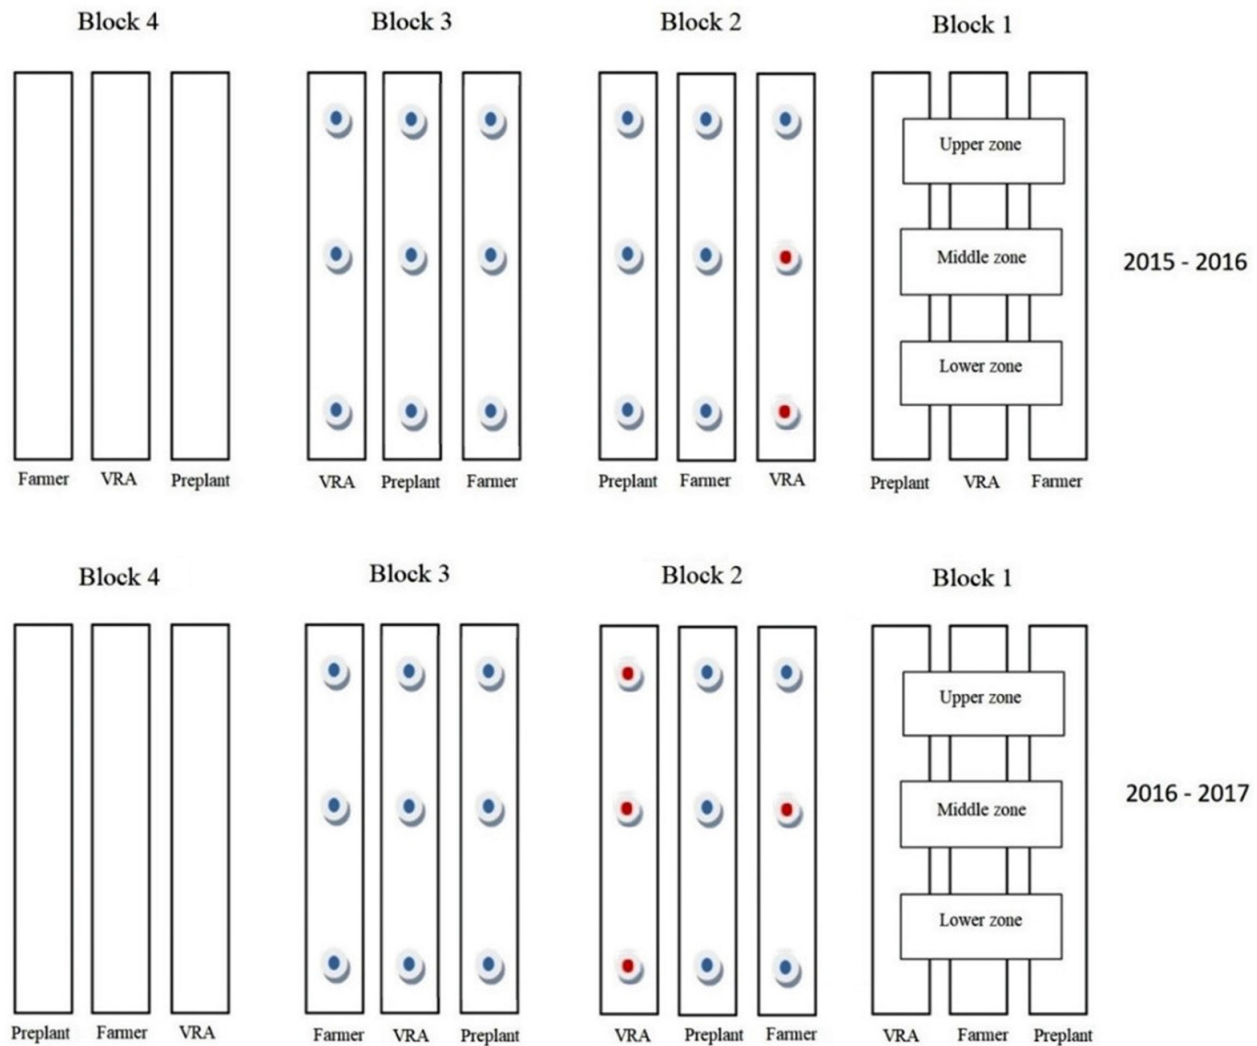 Block 4
Block 3
Block 2
Block 1
Upper zone
Middle zone
Lower zone
2015 - 2016
Farmer VRA Preplant
VRA Preplant Farmer
Preplant Farmer VRA
Preplant VRA Farmer
Block 4
Block 3
Block 2
Block 1
Upper zone
Middle zone
Lower zone
2016 - 2017
Preplant Farmer VRA
Farmer VRA Preplant
VRA Preplant Farmer
VRA Farmer Preplant